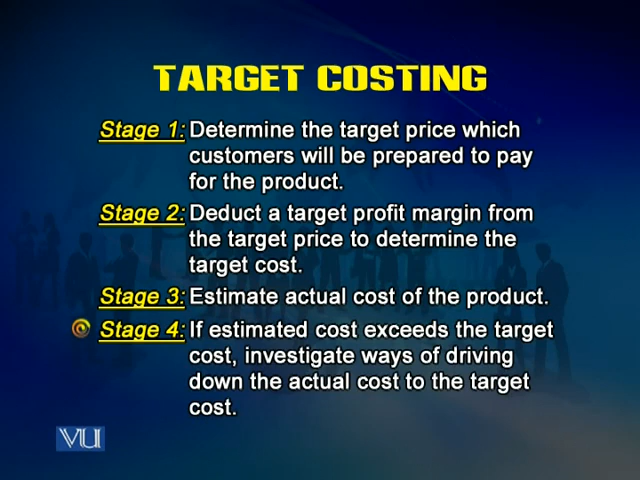 TARGET COSTING
Stage 1: Determine the target price which
customers will be prepared to pay
for the product.
Stage 2: Deduct a target profit margin from
the target price to determine the
target cost.
Stage 3: Estimate actual cost of the product.
Stage 4: If estimated cost exceeds the target
cost, investigate ways of driving
down the actual cost to the target
cost.
VU